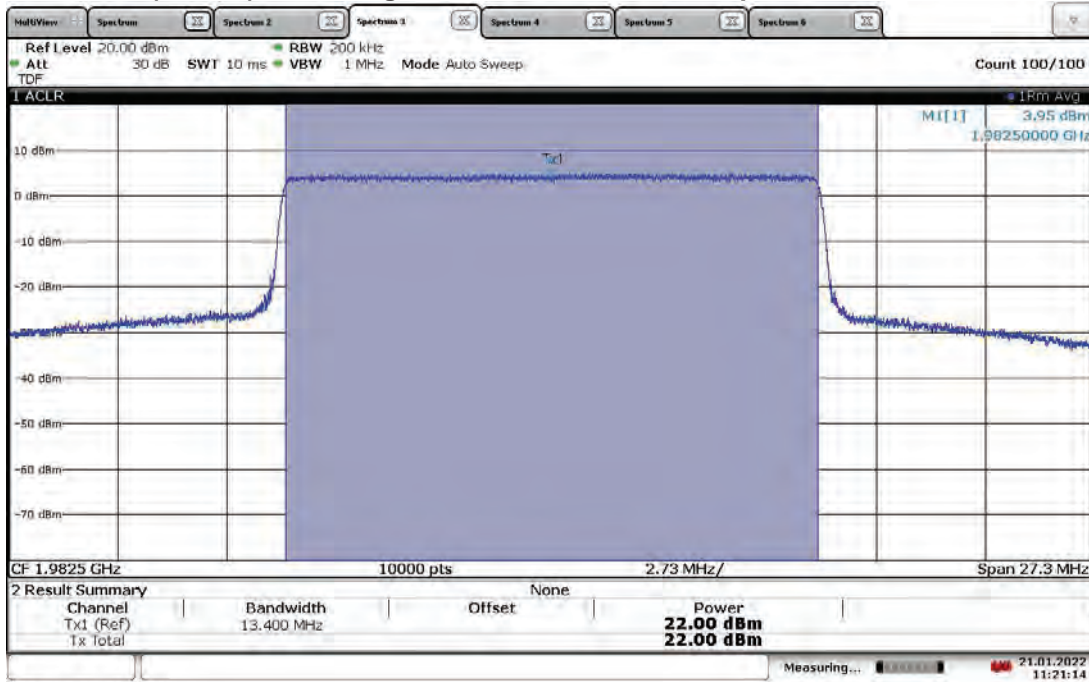 MultiView Spectrum Spectrum 2 Spectrum 3 Spectrum 4 Spectrum 5 Spectrum 6
Ref Level 20.00 dBm RBW 200 kHz
Att 30 dB SWT 10 ms VBW 1 MHz Mode Auto Sweep Count 100/100
TDF
1 ACLR 1Rm Avg
M1[1] 3.95 dBm
1.98250000 GHz
10 dBm
Tx1
0 dBm
-10 dBm
-20 dBm
-40 dBm
-50 dBm
-60 dBm
-70 dBm
CF 1.9825 GHz 10000 pts 2.73 MHz/ Span 27.3 MHz
2 Result Summary None
Channel Bandwidth Offset Power
Tx1 (Ref) 13.400 MHz 22.00 dBm
Tx Total 22.00 dBm
Measuring... 21.01.2022
11:21:14